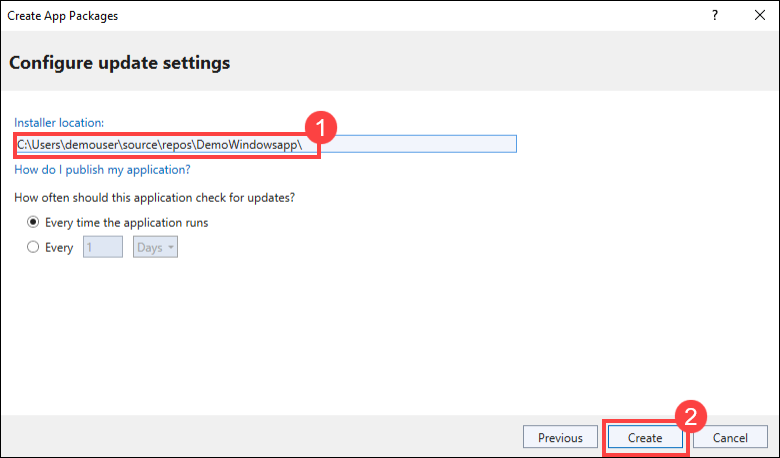 Create App Packages
?
Configure update settings
Installer location:
1
C:\Users\demouser\source\repos\DemoWindowsapp\
How do I publish my application?
How often should this application check for updates?
Every time the application runs
Every 1 Days
2
Previous Create Cancel